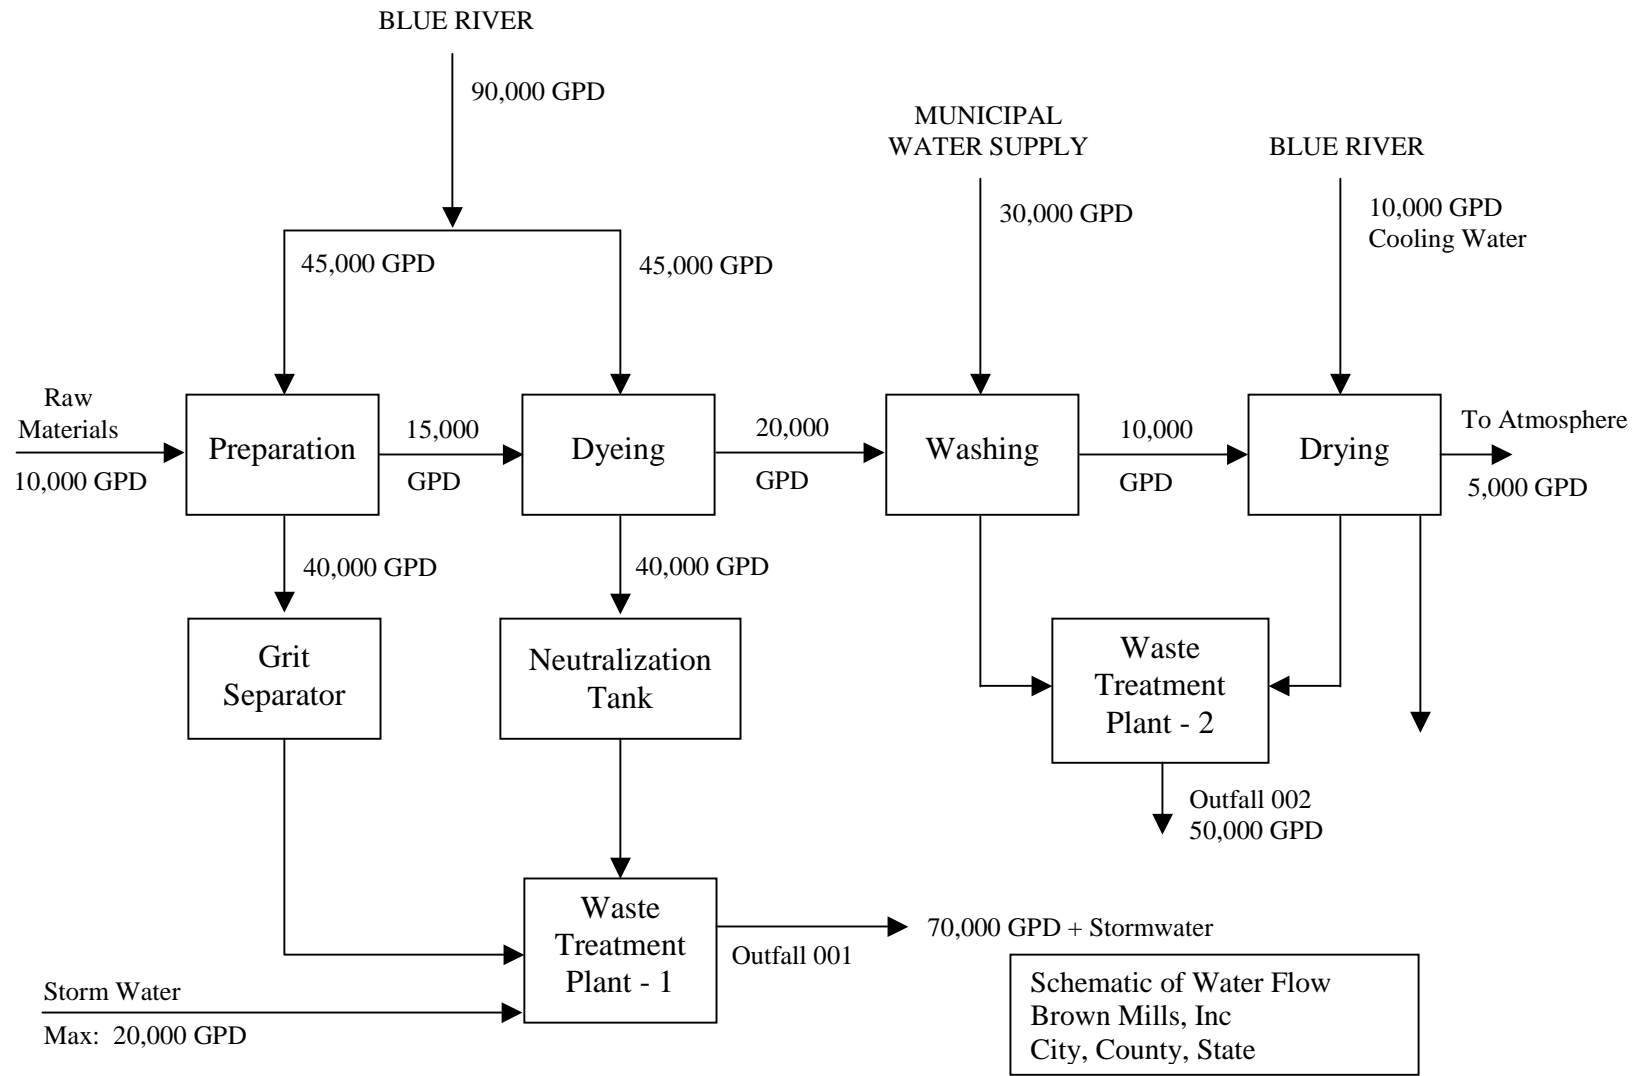 BLUE RIVER
90,000 GPD
MUNICIPAL
WATER SUPPLY
BLUE RIVER
30,000 GPD
10,000 GPD
Cooling Water
45,000 GPD
45,000 GPD
Raw
Materials
10,000 GPD
Preparation
15,000
GPD
Dyeing
20,000
GPD
Washing
10,000
GPD
Drying
To Atmosphere
5,000 GPD
40,000 GPD
40,000 GPD
Grit
Separator
Neutralization
Tank
Waste
Treatment
Plant - 2
Outfall 002
50,000 GPD
Waste
Treatment
Plant - 1
70,000 GPD + Stormwater
Outfall 001
Storm Water
Max: 20,000 GPD
Schematic of Water Flow
Brown Mills, Inc
City, County, State